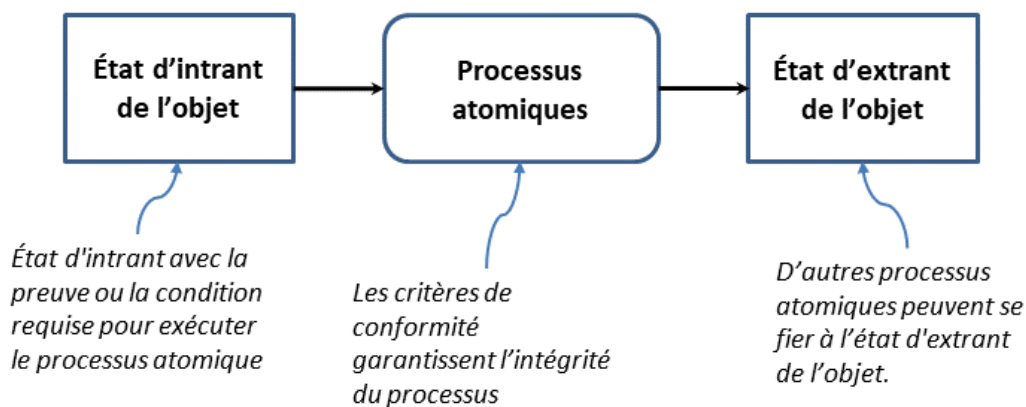 État d’intrant
de l’objet
Processus
atomiques
État d’extrant
de l’objet
État d'intrant avec la
preuve ou la condition
requise pour exécuter
le processus atomique
Les critères de
conformité
garantissent l’intégrité
du processus
D’autres processus
atomiques peuvent se
fier à l’état d'extrant
de l’objet.